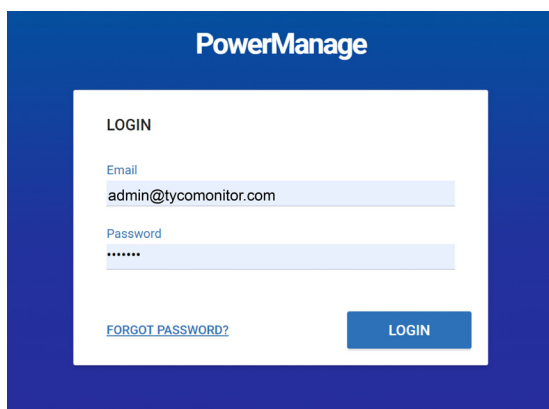 PowerManage
LOGIN
Email
admin@tycomonitor.com
Password
•••••••
FORGOT PASSWORD?
LOGIN